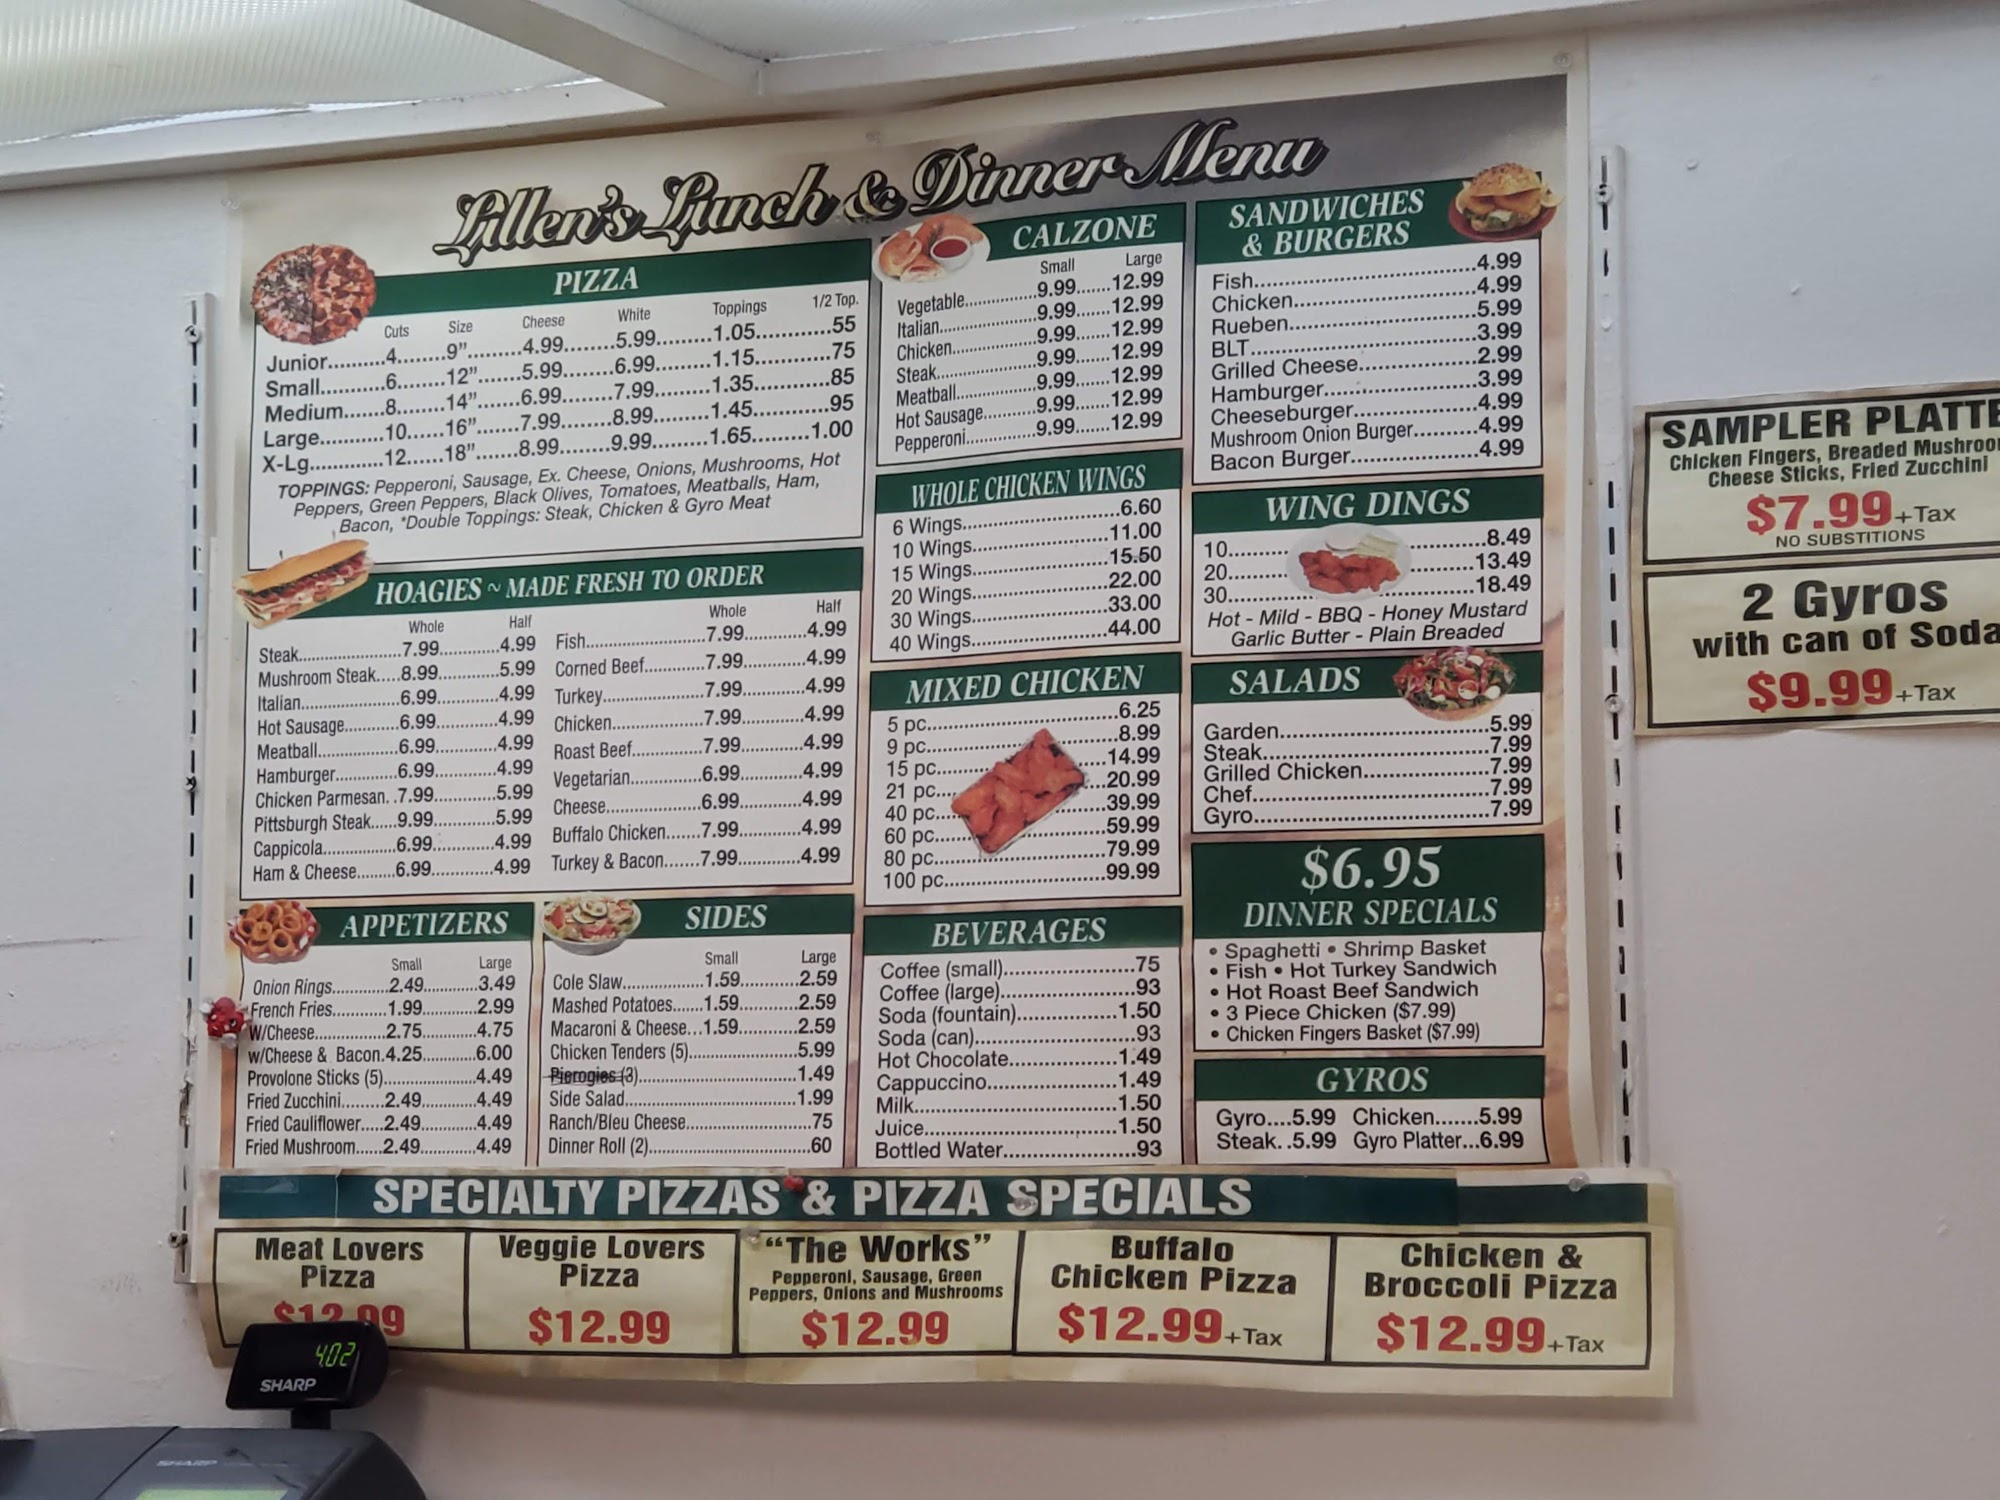 Lillen's Lunch & Dinner Menu
PIZZA
Cuts Size Cheese White Toppings 1/2 Top.
Junior.......4........9".........4.99.......5.99.........1.05...........55
Small..........6.......12".......5.99.......6.99.........1.15...........75
Medium......8........14".......6.99.......7.99.........1.35...........85
Large..........10......16".......7.99.......8.99.........1.45...........95
X-Lg............12......18".......8.99.......9.99.........1.65.........1.00
TOPPINGS: Pepperoni, Sausage, Ex. Cheese, Onions, Mushrooms, Hot
Peppers, Green Peppers, Black Olives, Tomatoes, Meatballs, Ham,
Bacon, *Double Toppings: Steak, Chicken & Gyro Meat
HOAGIES ~ MADE FRESH TO ORDER
Whole Half
Steak.......................7.99.............4.99
Mushroom Steak.....8.99.............5.99
Italian.......................6.99.............4.99
Hot Sausage............6.99.............4.99
Meatball...................6.99.............4.99
Hamburger..............6.99.............4.99
Chicken Parmesan. .7.99.............5.99
Pittsburgh Steak......9.99.............5.99
Cappicola.................6.99.............4.99
Ham & Cheese.........6.99.............4.99
Whole Half
Fish..........................7.99.............4.99
Corned Beef.............7.99.............4.99
Turkey......................7.99.............4.99
Chicken....................7.99.............4.99
Roast Beef...............7.99.............4.99
Vegetarian................6.99.............4.99
Cheese.....................6.99.............4.99
Buffalo Chicken.......7.99.............4.99
Turkey & Bacon.......7.99.............4.99
APPETIZERS
Small Large
Onion Rings............2.49............3.49
French Fries............1.99............2.99
W/Cheese...............2.75............4.75
w/Cheese & Bacon.4.25............6.00
Provolone Sticks (5)......................4.49
Fried Zucchini.........2.49............4.49
Fried Cauliflower.....2.49............4.49
Fried Mushroom......2.49............4.49
SIDES
Small Large
Cole Slaw................1.59............2.59
Mashed Potatoes......1.59............2.59
Macaroni & Cheese...1.59............2.59
Chicken Tenders (5).....................5.99
Pierogies (3)...............................1.49
Side Salad..................................1.99
Ranch/Bleu Cheese........................75
Dinner Roll (2)...............................60
CALZONE
Small Large
Vegetable...............9.99.......12.99
Italian.....................9.99.......12.99
Chicken.................9.99.......12.99
Steak.....................9.99.......12.99
Meatball................9.99.......12.99
Hot Sausage.........9.99.......12.99
Pepperoni.............9.99.......12.99
WHOLE CHICKEN WINGS
6 Wings............................6.60
10 Wings........................11.00
15 Wings........................15.50
20 Wings........................22.00
30 Wings........................33.00
40 Wings........................44.00
MIXED CHICKEN
5 pc...................................6.25
9 pc...................................8.99
15 pc...............................14.99
21 pc...............................20.99
40 pc...............................39.99
60 pc...............................59.99
80 pc...............................79.99
100 pc.............................99.99
BEVERAGES
Coffee (small).......................75
Coffee (large).......................93
Soda (fountain)..................1.50
Soda (can)............................93
Hot Chocolate....................1.49
Cappuccino........................1.49
Milk.....................................1.50
Juice...................................1.50
Bottled Water........................93
SANDWICHES
& BURGERS
Fish........................................4.99
Chicken..................................4.99
Rueben...................................5.99
BLT.........................................3.99
Grilled Cheese.......................2.99
Hamburger.............................3.99
Cheeseburger........................4.99
Mushroom Onion Burger.........4.99
Bacon Burger.........................4.99
WING DINGS
10...........................8.49
20.........................13.49
30.........................18.49
Hot - Mild - BBQ - Honey Mustard
Garlic Butter - Plain Breaded
SALADS
Garden....................................5.99
Steak.......................................7.99
Grilled Chicken......................7.99
Chef.........................................7.99
Gyro.........................................7.99
$6.95
DINNER SPECIALS
• Spaghetti • Shrimp Basket
• Fish • Hot Turkey Sandwich
• Hot Roast Beef Sandwich
• 3 Piece Chicken ($7.99)
• Chicken Fingers Basket ($7.99)
GYROS
Gyro....5.99 Chicken.......5.99
Steak. .5.99 Gyro Platter...6.99
SAMPLER PLATTE
Chicken Fingers, Breaded Mushroo
Cheese Sticks, Fried Zucchini
$7.99 +Tax
NO SUBSTITIONS
2 Gyros
with can of Soda
$9.99 +Tax
SPECIALTY PIZZAS & PIZZA SPECIALS
Meat Lovers
Pizza
$12.99
Veggie Lovers
Pizza
$12.99
"The Works"
Pepperoni, Sausage, Green
Peppers, Onions and Mushrooms
$12.99
Buffalo
Chicken Pizza
$12.99 +Tax
Chicken &
Broccoli Pizza
$12.99 +Tax
4.02
SHARP
SHARP